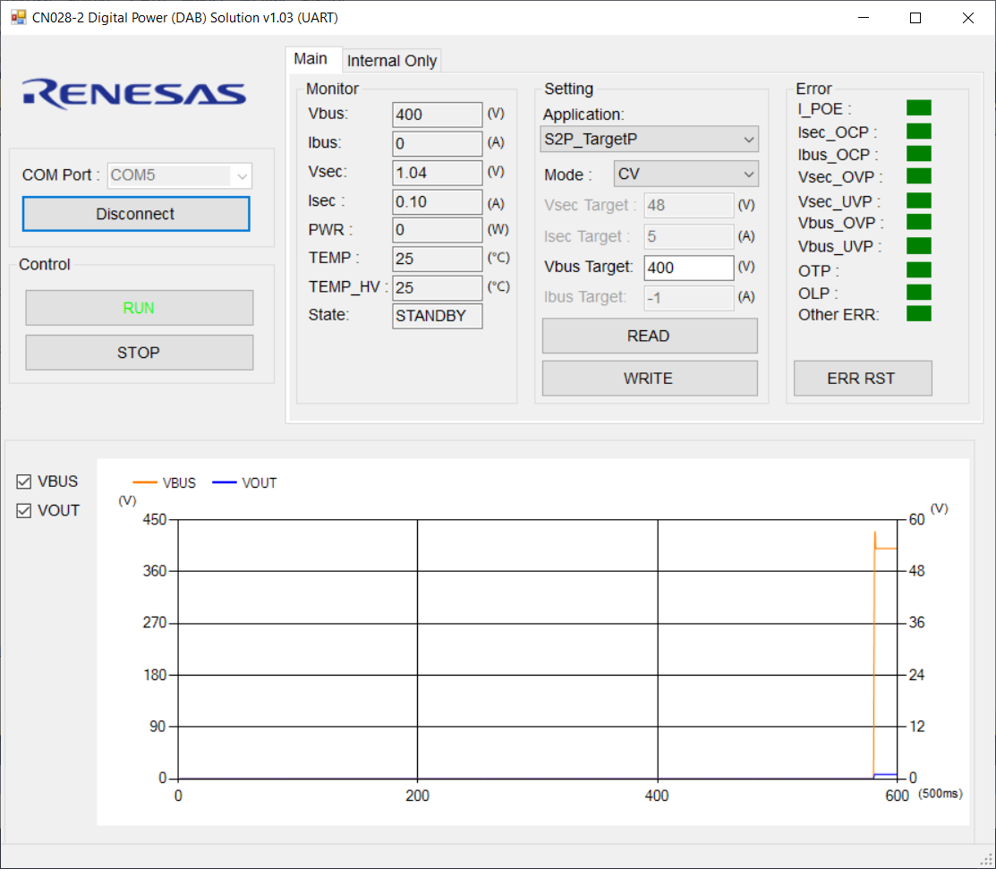 CN028-2 Digital Power (DAB) Solution v1.03 (UART)
RENESAS
COM Port : COM5
Disconnect
Control
RUN
STOP
Main Internal Only
Monitor
Vbus: 400 (V)
Ibus: 0 (A)
Vsec: 1.04 (V)
Isec : 0.10 (A)
PWR : 0 (W)
TEMP : 25 (°C)
TEMP_HV : 25 (°C)
State: STANDBY
Setting
Application:
S2P_TargetP
Mode : CV
Vsec Target : 48 (V)
Isec Target : 5 (A)
Vbus Target: 400 (V)
Ibus Target: -1 (A)
READ
WRITE
Error
I_POE :
Isec_OCP :
Ibus_OCP :
Vsec_OVP :
Vsec_UVP :
Vbus_OVP :
Vbus_UVP :
OTP :
OLP :
Other ERR:
ERR RST
VBUS
VOUT
VBUS VOUT
(V) (V)
450 60
360 48
270 36
180 24
90 12
0 0
0 200 400 600 (500ms)